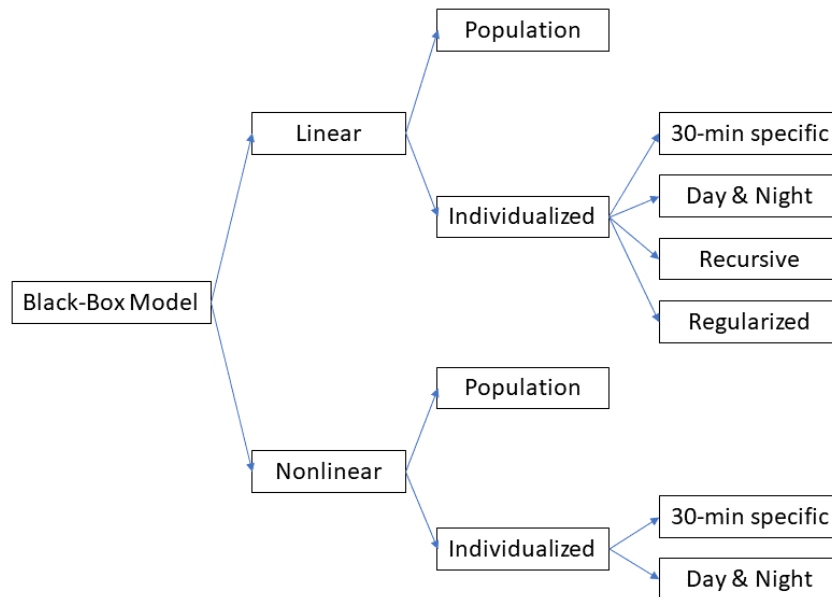 Population
Linear
30-min specific
Day & Night
Individualized
Recursive
Black-Box Model
Regularized
Population
Nonlinear
30-min specific
Individualized
Day & Night